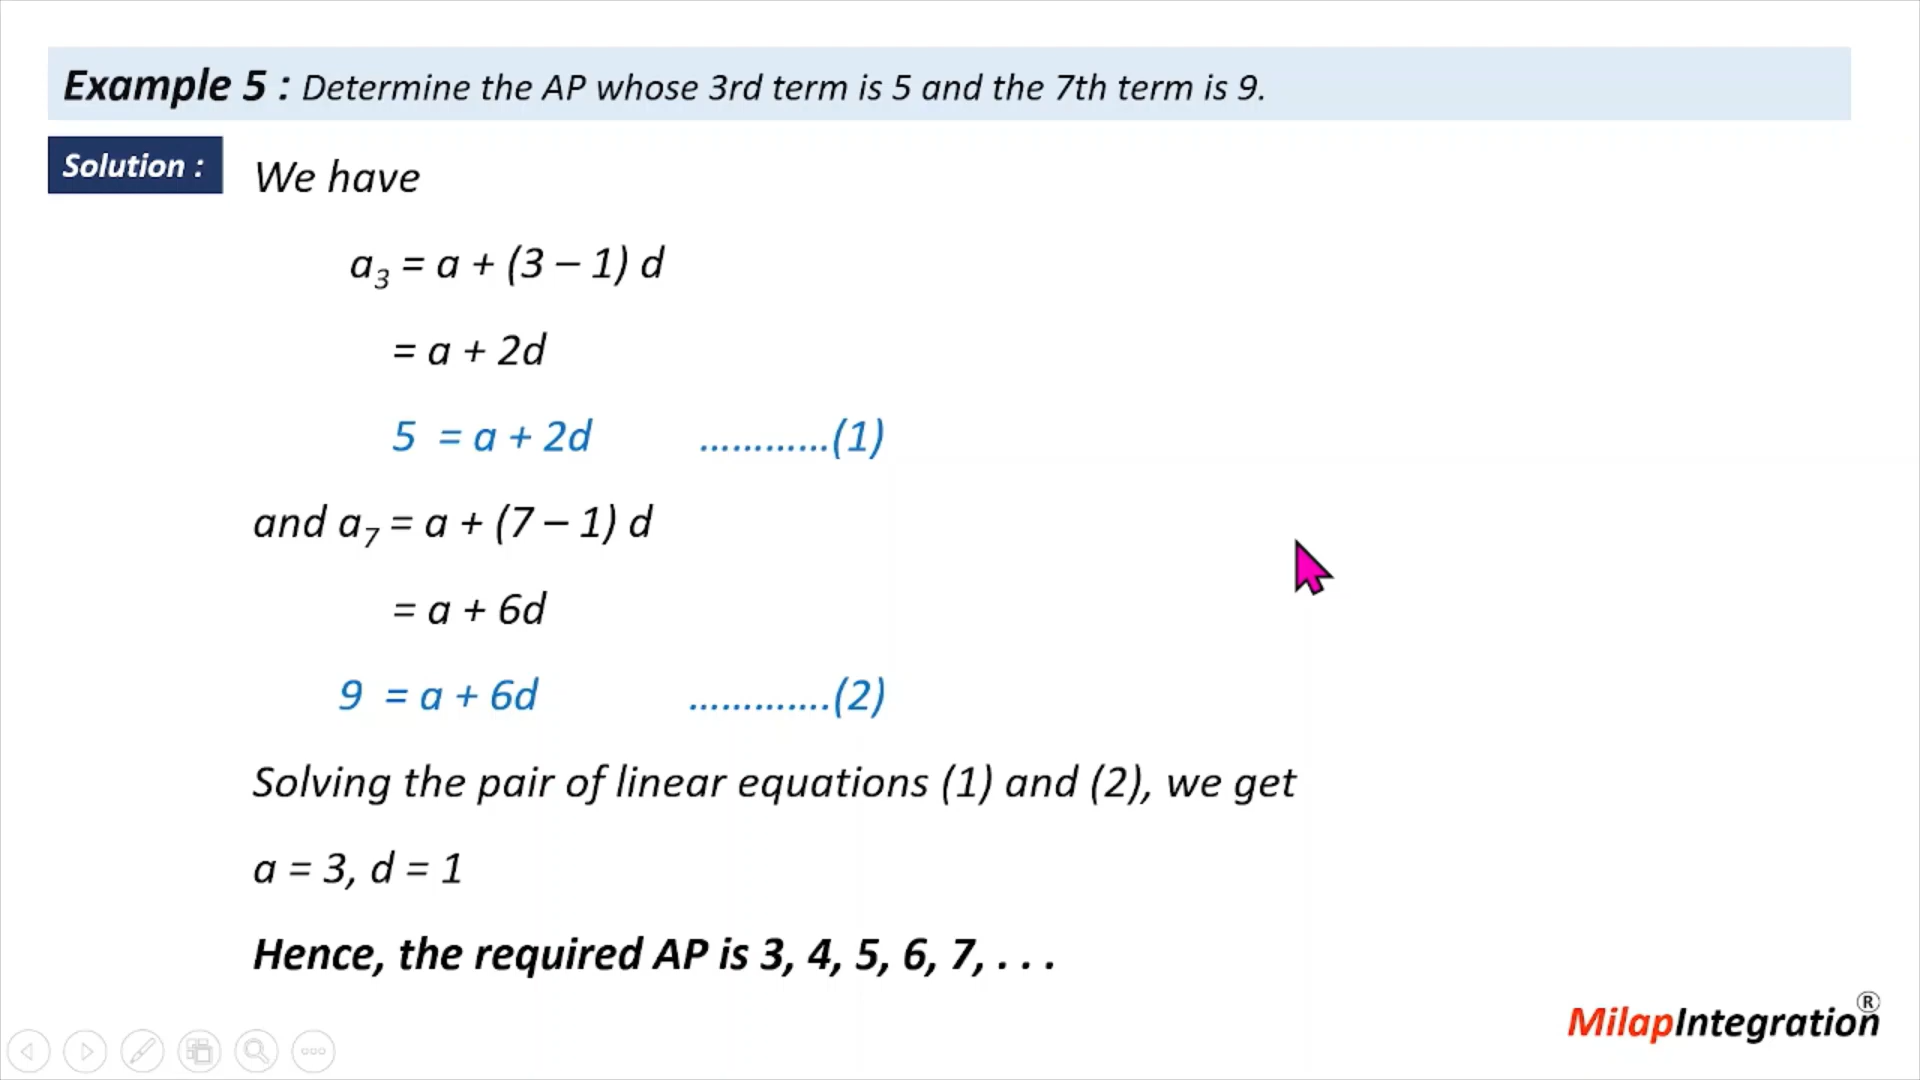 Example 5 : Determine the AP whose 3rd term is 5 and the 7th term is 9.
Solution :
We have
a₃ = a + (3 – 1) d
= a + 2d
5 = a + 2d …………(1)
and a₇ = a + (7 – 1) d
= a + 6d
9 = a + 6d ………….(2)
Solving the pair of linear equations (1) and (2), we get
a = 3, d = 1
Hence, the required AP is 3, 4, 5, 6, 7, . . .
MilapIntegration®